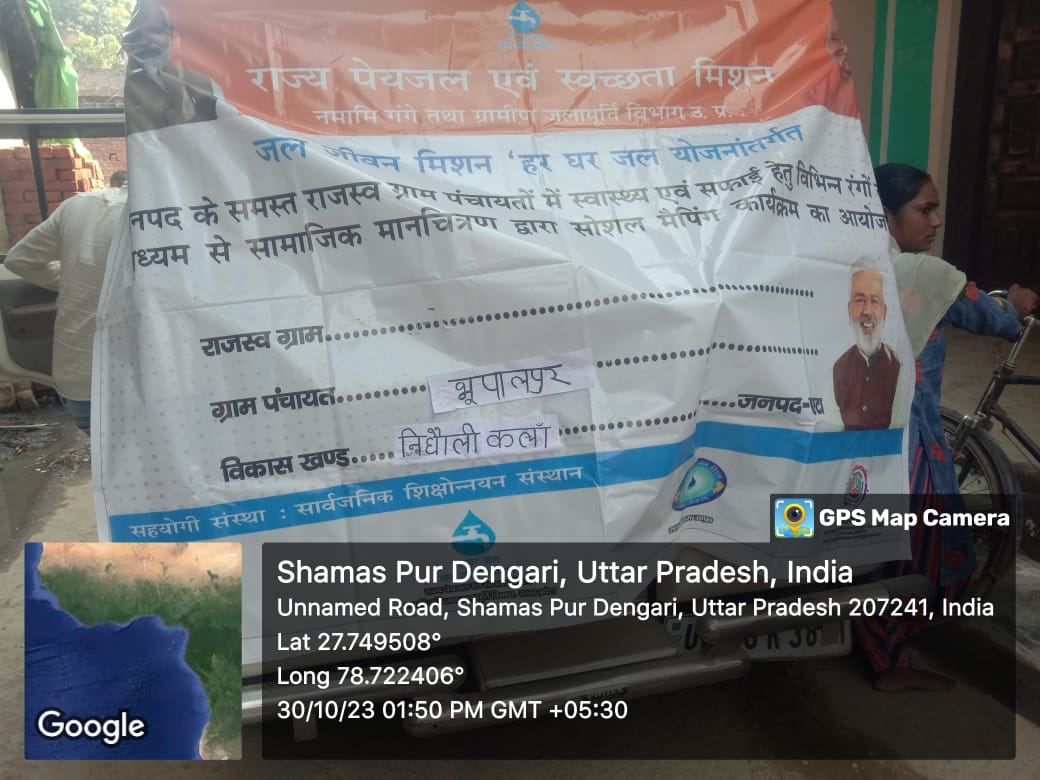 राज्य पेयजल एवं स्वच्छता मिशन
नमामि गंगे तथा ग्रामीण जलापूर्ति विभाग उ. प्र.
जल जीवन मिशन 'हर घर जल योजनांतर्गत
नपद के समस्त राजस्व ग्राम पंचायतों में स्वास्थ्य एवं सफाई हेतु विभिन्न रंगों
ध्यम से सामाजिक मानचित्रण द्वारा सोशल मैपिंग कार्यक्रम का आयोज
राजस्व ग्राम
ग्राम पंचायत भूपालपुर
जनपद-एटा
विकास खण्ड निधौली कलाँ
सहयोगी संस्था : सार्वजनिक शिक्षोन्नयन संस्थान
GPS Map Camera
Shamas Pur Dengari, Uttar Pradesh, India
Unnamed Road, Shamas Pur Dengari, Uttar Pradesh 207241, India
Lat 27.749508°
Long 78.722406°
30/10/23 01:50 PM GMT +05:30
Google